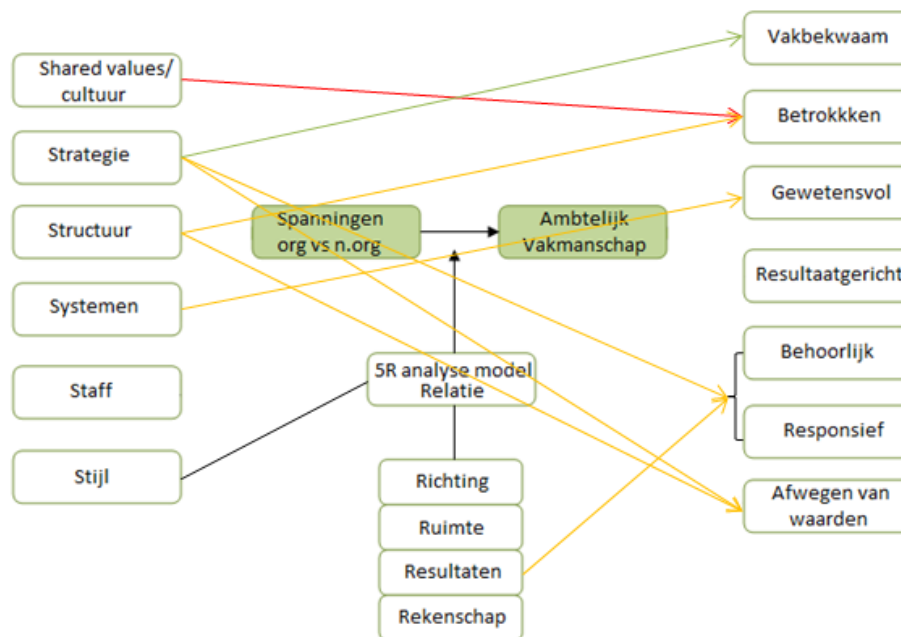 Shared values/
cultuur
Strategie
Structuur
Systemen
Staff
Stijl
Spanningen
org vs n.org
Ambtelijk
Vakmanschap
5R analyse model
Relatie
Richting
Ruimte
Resultaten
Rekenschap
Vakbekwaam
Betrokkken
Gewetensvol
Resultaatgericht
Behoorlijk
Responsief
Afwegen van
waarden